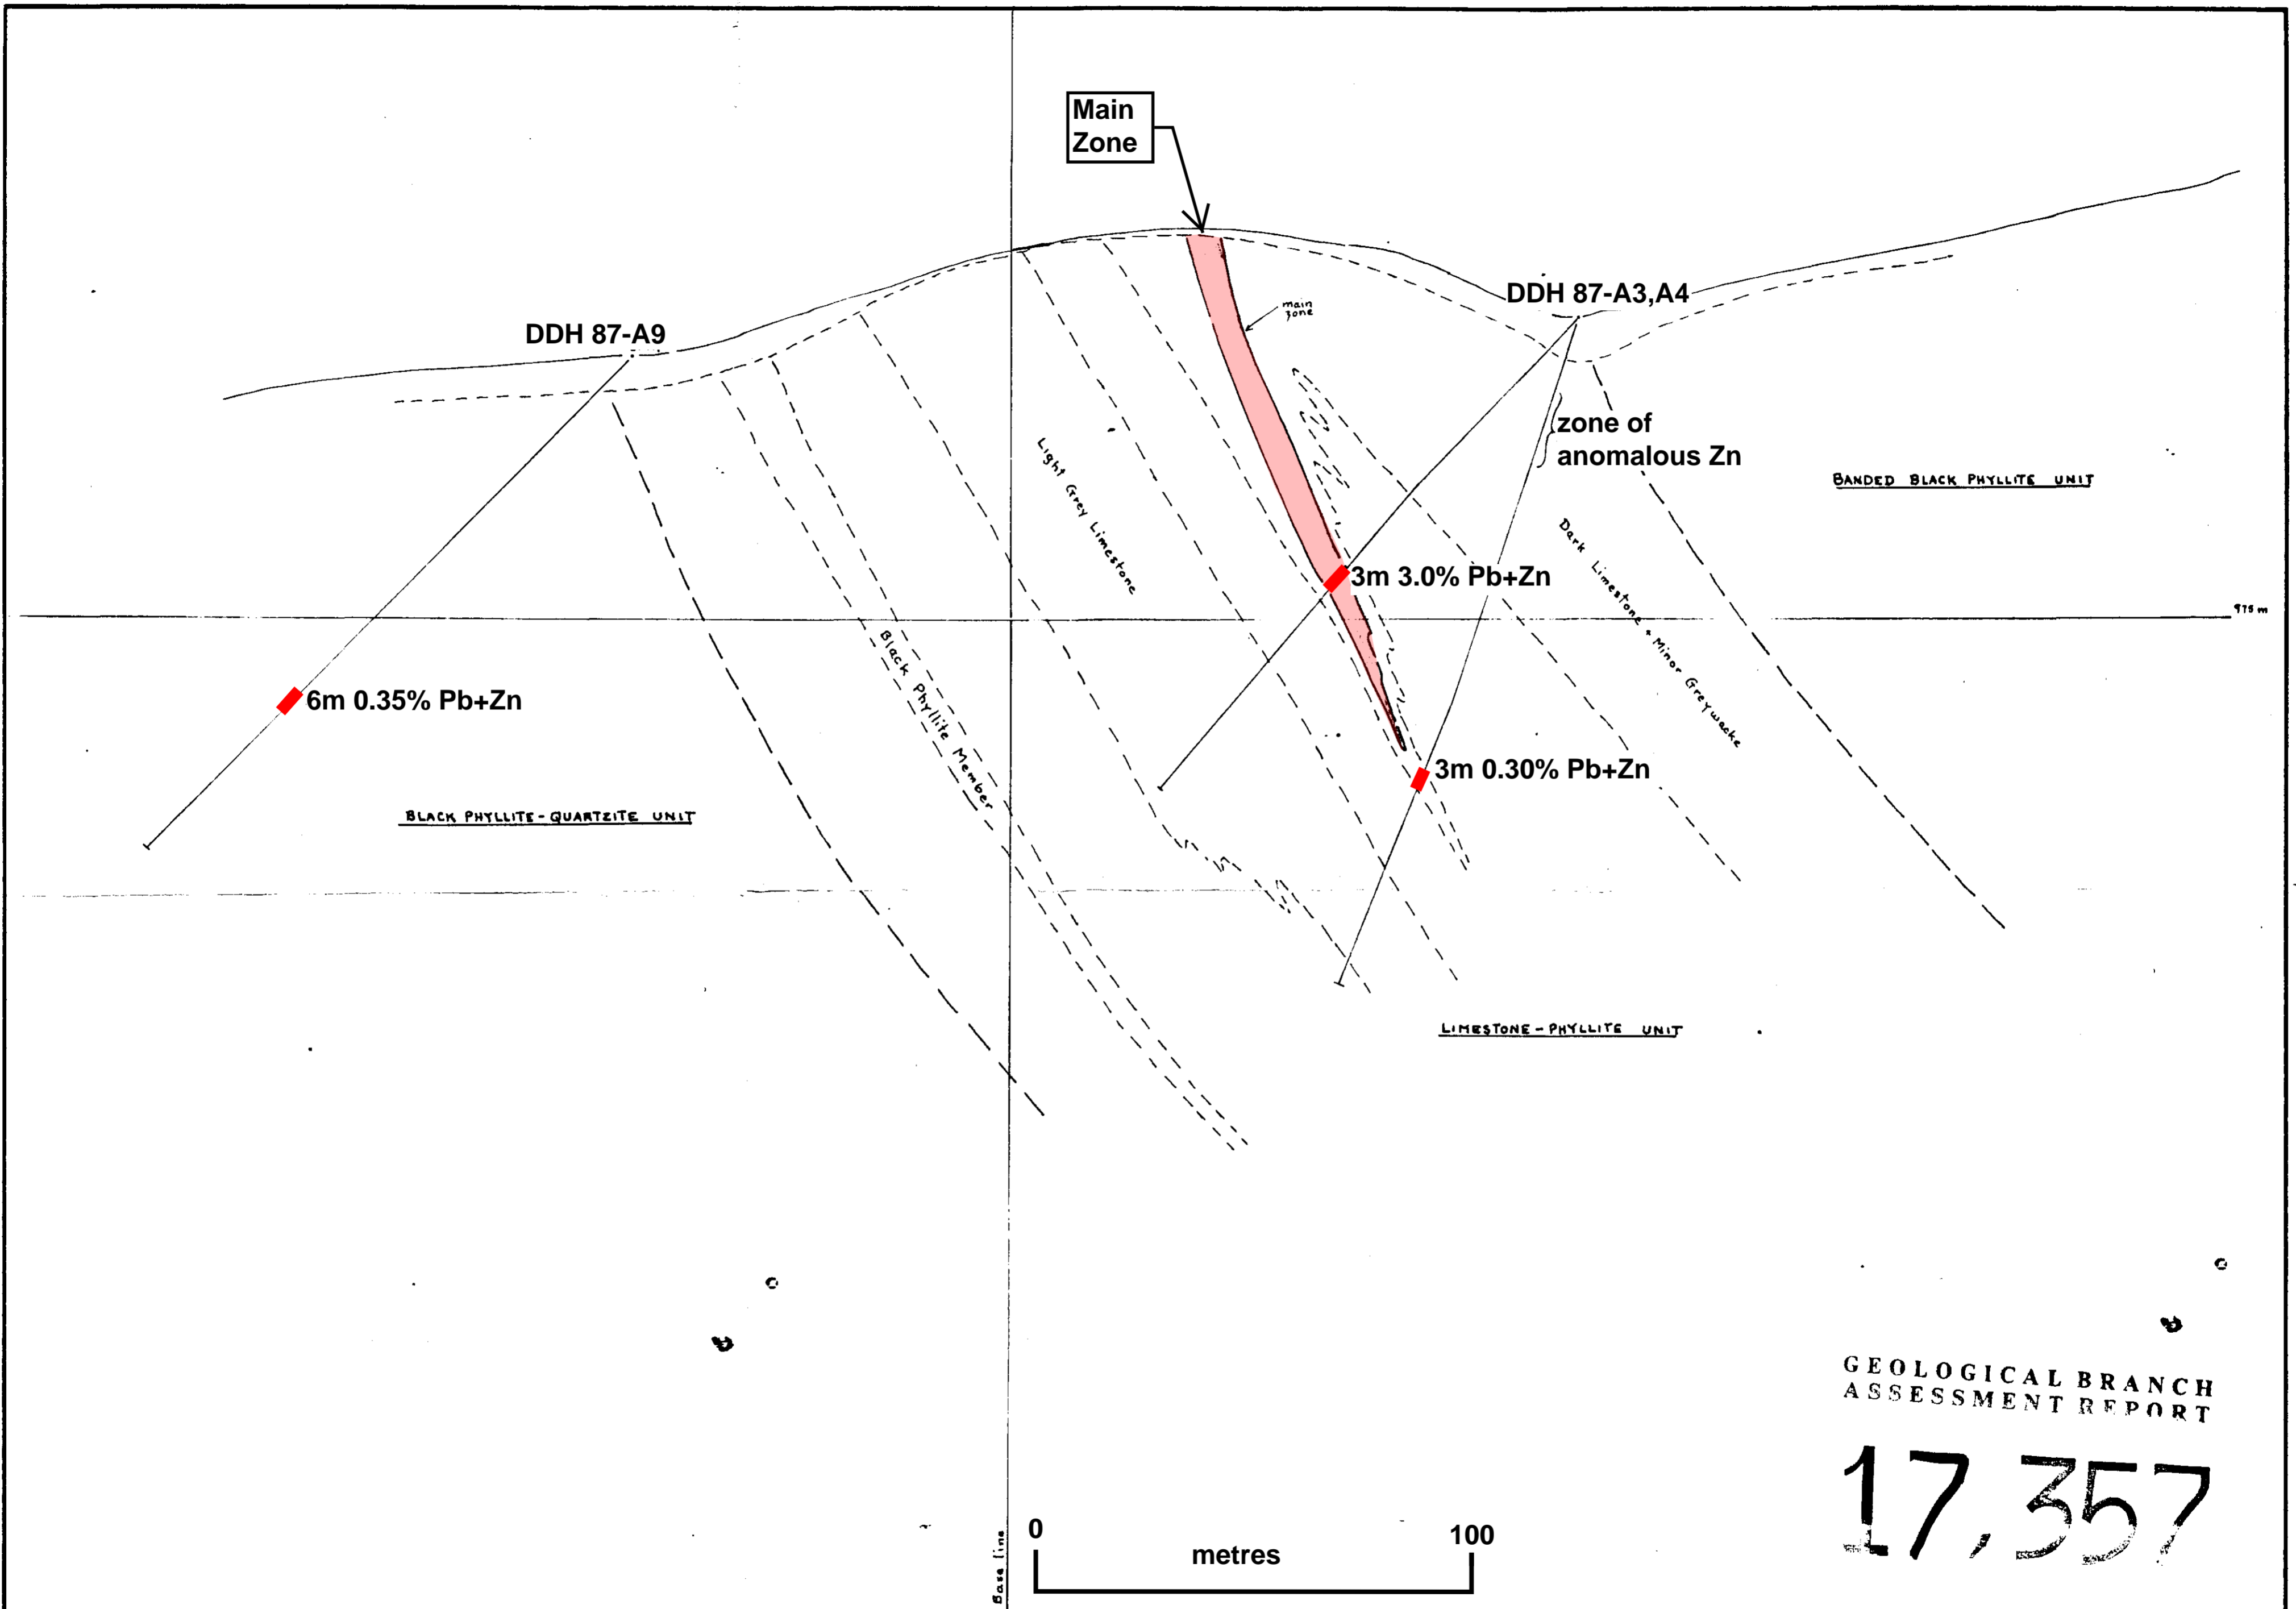 Main
Zone
main
zone
DDH 87-A3,A4
DDH 87-A9
zone of
anomalous Zn
BANDED BLACK PHYLLITE UNIT
Light Grey Limestone
Dark Limestone + Minor Greywacke
3m 3.0% Pb+Zn
975 m
Black Phyllite Member
6m 0.35% Pb+Zn
3m 0.30% Pb+Zn
BLACK PHYLLITE-QUARTZITE UNIT
LIMESTONE-PHYLLITE UNIT
GEOLOGICAL BRANCH
ASSESSMENT REPORT
17,357
Base line
0
100
metres